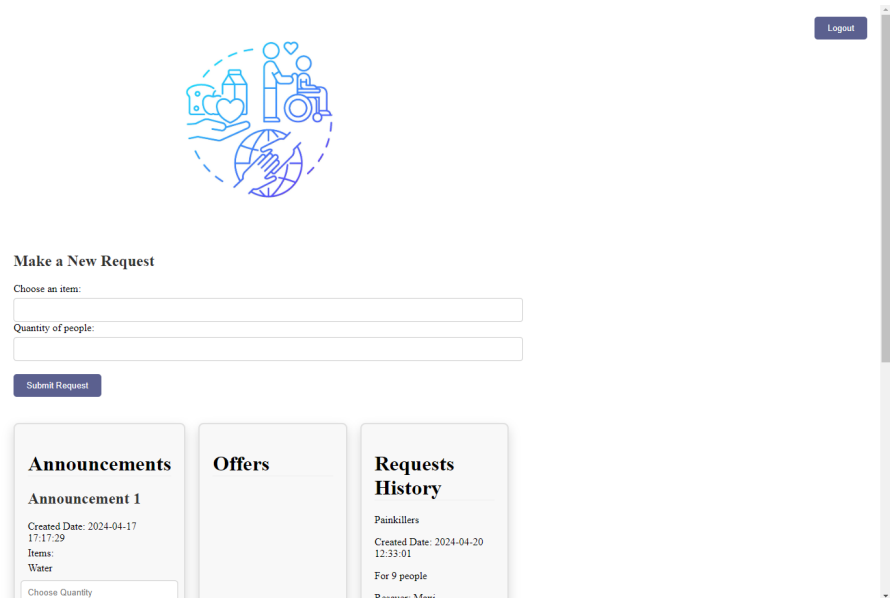 Logout
Make a New Request
Choose an item:
Quantity of people:
Submit Request
Announcements
Announcement 1
Created Date: 2024-04-17
17:17:29
Items:
Water
Choose Quantity
Offers
Requests
History
Painkillers
Created Date: 2024-04-20
12:33:01
For 9 people